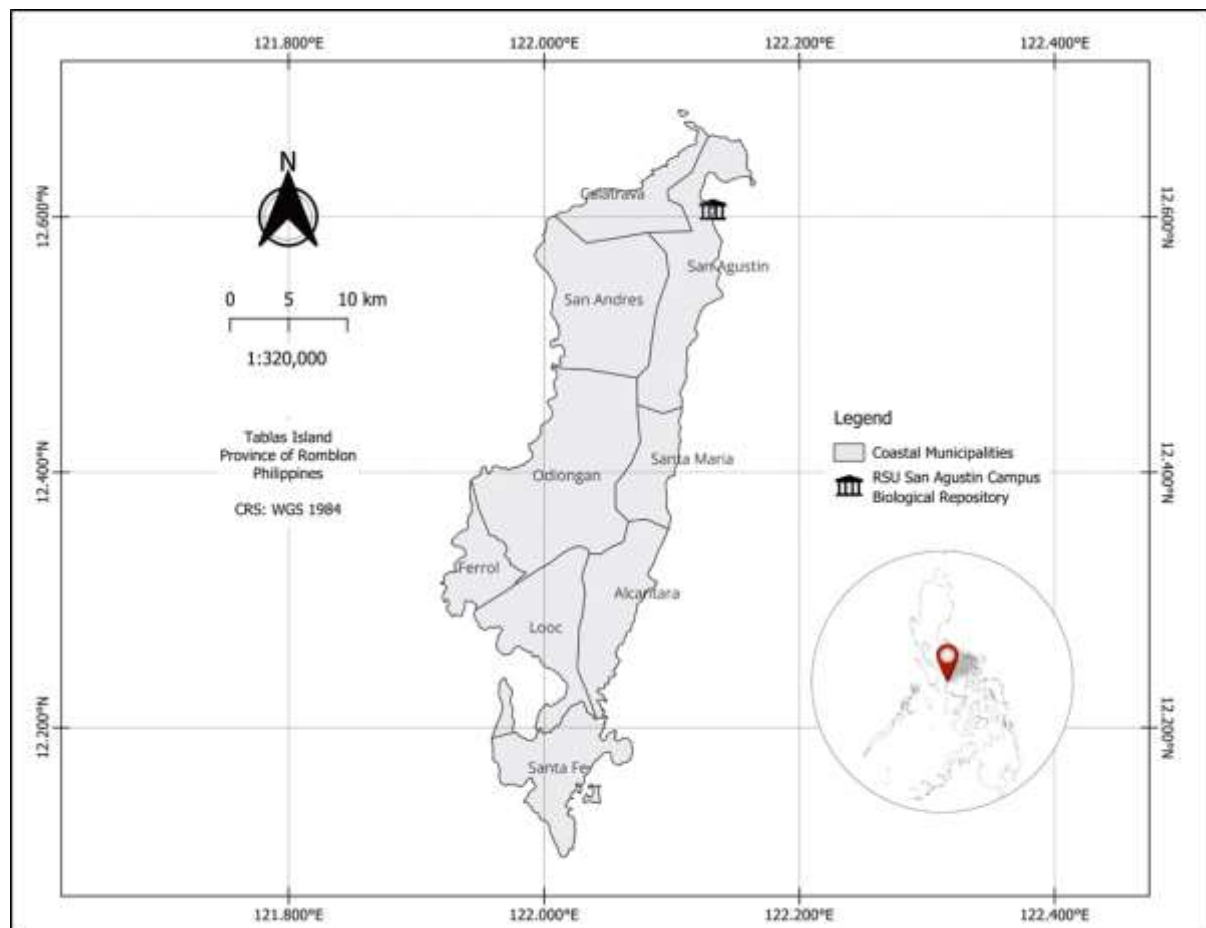 121.800°E 122.000°E 122.200°E 122.400°E
N
Calatrava
12.600°N 12.600°N
San Agustin
0 5 10 km
San Andres
1:320,000
Legend
Tablas Island
Province of Romblon
Philippines
Coastal Municipalities
Santa Maria
12.400°N 12.400°N
Odiongan
RSU San Agustin Campus
Biological Repository
CRS: WGS 1984
Ferrol
Alcantara
Looc
12.200°N 12.200°N
Santa Fe
121.800°E 122.000°E 122.200°E 122.400°E